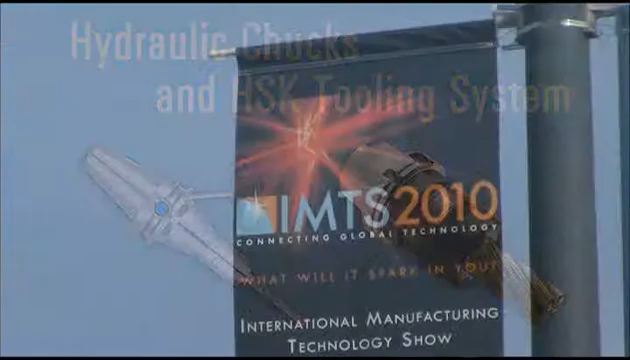 Hydraulic Chucks
and HSK Tooling System
IMTS2010
CONNECTING GLOBAL TECHNOLOGY
WHAT WILL IT SPARK IN YOU?
INTERNATIONAL MANUFACTURING
TECHNOLOGY SHOW